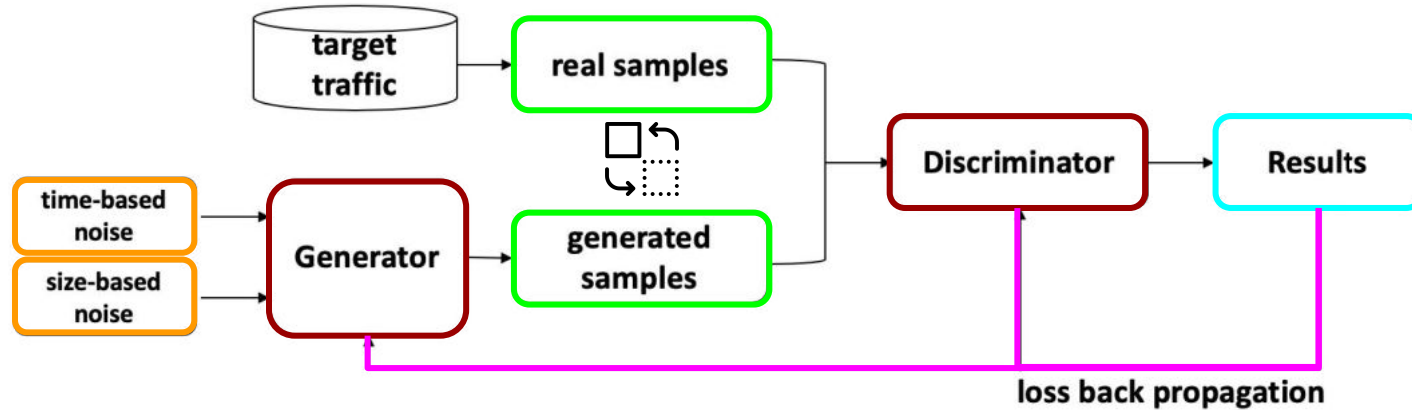 target
traffic
real samples
time-based
noise
size-based
noise
Generator
generated
samples
Discriminator
Results
loss back propagation